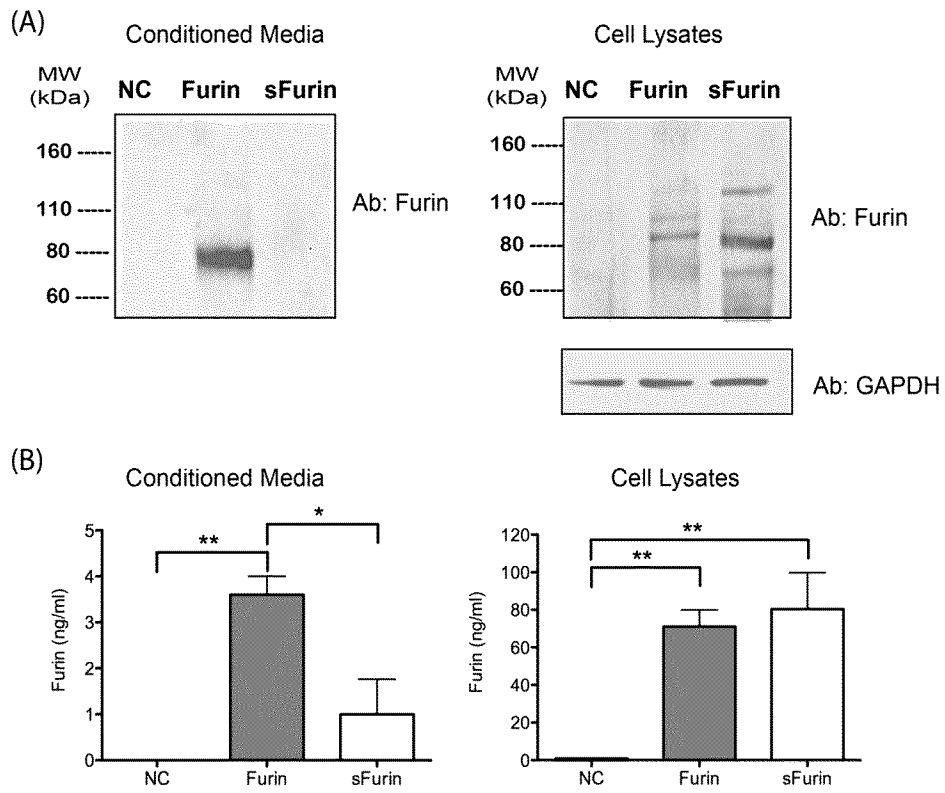 (A)
Conditioned Media
Cell Lysates
MW
(kDa)
NC Furin sFurin
160 -----
110 ----
80 ----
60 ----
Ab: Furin
MW
(kDa)
NC Furin sFurin
160 -----
110 ----
80 ----
60 ----
Ab: Furin
Ab: GAPDH
(B)
Conditioned Media
Furin (ng/ml)
5
4
3
2
1
0
**
*
NC Furin sFurin
Cell Lysates
Furin (ng/ml)
120
100
80
60
40
20
0
**
**
NC Furin sFurin